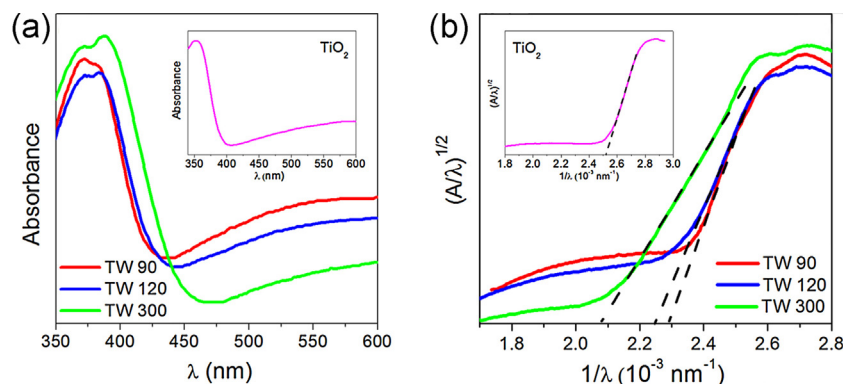 (a)
TiO2
Absorbance
350 400 450 500 550 600
λ (nm)
Absorbance
TW 90
TW 120
TW 300
350 400 450 500 550 600
λ (nm)
(b)
TiO2
(A/λ)^1/2
1.8 2.0 2.2 2.4 2.6 2.8 3.0
1/λ (10^-3 nm^-1)
(A/λ)^1/2
TW 90
TW 120
TW 300
1.8 2.0 2.2 2.4 2.6 2.8
1/λ (10^-3 nm^-1)